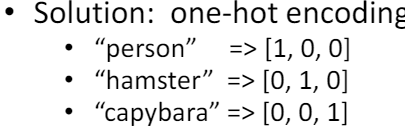 • Solution: one-hot encoding
• “person” => [1, 0, 0]
• “hamster” => [0, 1, 0]
• “capybara” => [0, 0, 1]